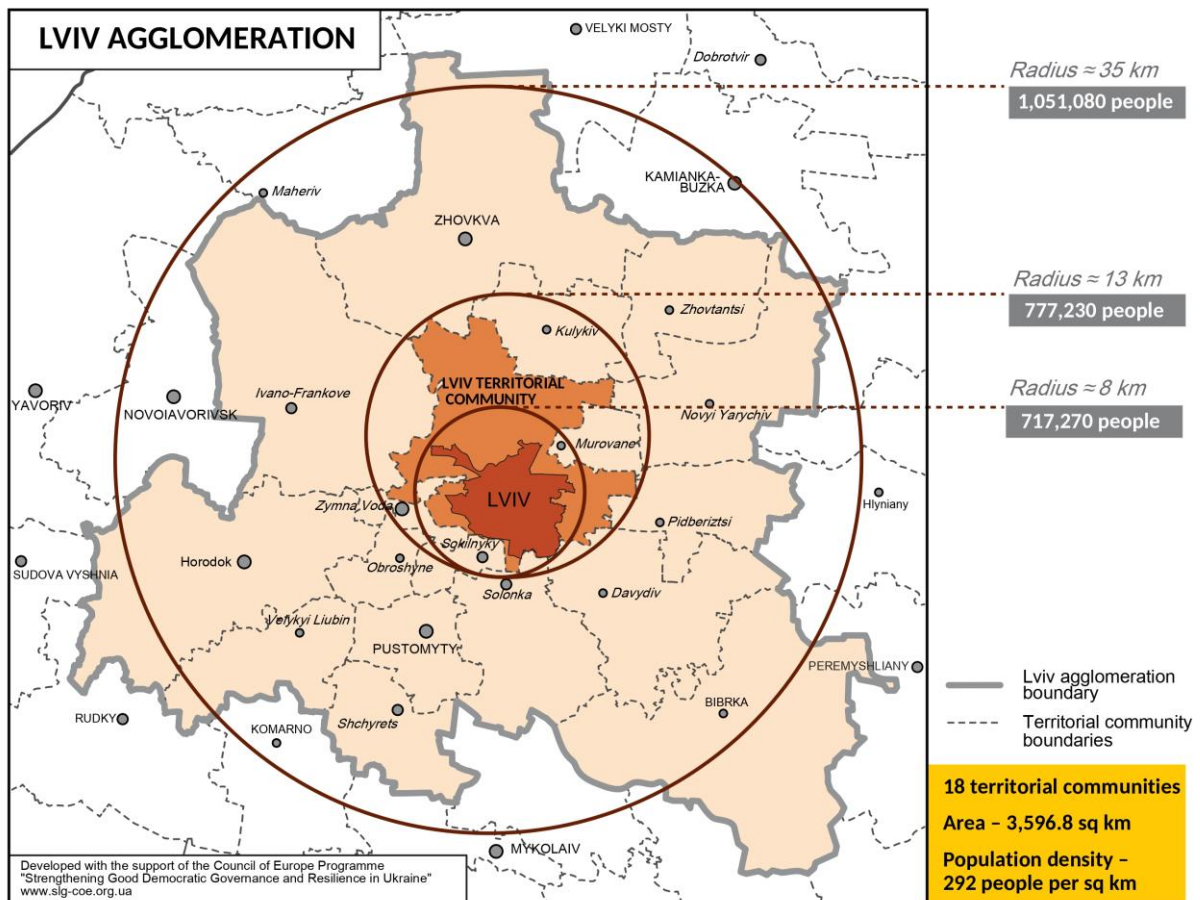 LVIV AGGLOMERATION
VELYKI MOSTY
Dobrotvir
Radius ≈ 35 km
1,051,080 people
KAMIANKA-
BUZKA
Maheriv
ZHOVKVA
Radius ≈ 13 km
777,230 people
Zhovtantsi
Kulykiv
LVIV TERRITORIAL
COMMUNITY
Radius ≈ 8 km
717,270 people
YAVORIV
NOVOIAVORIVSK
Ivano-Frankove
Novyi Yarychiv
Murovane
LVIV
Hlyniany
Zymna Voda
Pidberiztsi
Sokilnyky
Obroshyne
Horodok
SUDOVA VYSHNIA
Solonka
Davydiv
Velykyi Liubin
PUSTOMYTY
PEREMYSHLIANY
Lviv agglomeration
boundary
Territorial community
boundaries
RUDKY
KOMARNO
Shchyrets
BIBRKA
MYKOLAIV
18 territorial communities
Area – 3,596.8 sq km
Population density –
292 people per sq km
Developed with the support of the Council of Europe Programme
"Strengthening Good Democratic Governance and Resilience in Ukraine"
www.slg-coe.org.ua